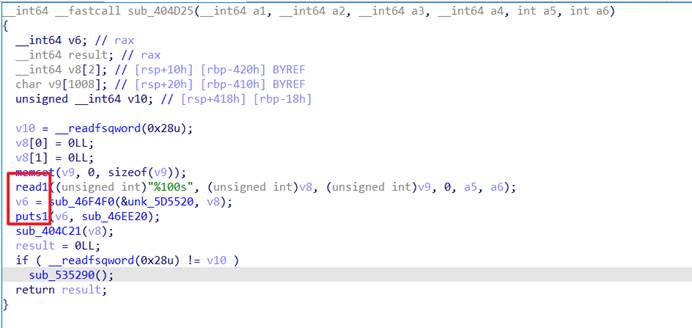 __int64 __fastcall sub_404D25(__int64 a1, __int64 a2, __int64 a3, __int64 a4, int a5, int a6)
{
__int64 v6; // rax
__int64 result; // rax
__int64 v8[2]; // [rsp+10h] [rbp-420h] BYREF
char v9[1008]; // [rsp+20h] [rbp-410h] BYREF
unsigned __int64 v10; // [rsp+418h] [rbp-18h]
v10 = __readfsqword(0x28u);
v8[0] = 0LL;
v8[1] = 0LL;
memset(v9, 0, sizeof(v9));
read1((unsigned int)"%100s", (unsigned int)v8, (unsigned int)v9, 0, a5, a6);
v6 = sub_46F4F0(&unk_5D5520, v8);
puts1(v6, sub_46EE20);
sub_404C21(v8);
result = 0LL;
if ( __readfsqword(0x28u) != v10 )
sub_535290();
return result;
}